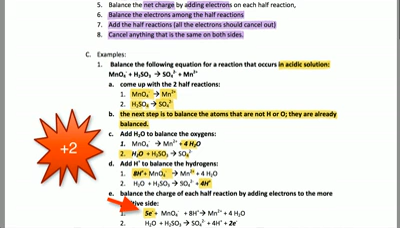 5. Balance the net charge by adding electrons on each half reaction,
6. Balance the electrons among the half reactions
7. Add the half reactions (all the electrons should cancel out)
8. Cancel anything that is the same on both sides.
C. Examples:
1. Balance the following equation for a reaction that occurs in acidic solution:
MnO₄⁻ + H₂SO₃ → SO₄²⁻ + Mn²⁺
a. come up with the 2 half reactions:
1. MnO₄⁻ → Mn²⁺
2. H₂SO₃ → SO₄²⁻
b. the next step is to balance the atoms that are not H or O; they are already
balanced.
c. Add H₂O to balance the oxygens:
1. MnO₄⁻ → Mn²⁺ + 4 H₂O
2. H₂O + H₂SO₃ → SO₄²⁻
d. Add H⁺ to balance the hydrogens:
1. 8H⁺ + MnO₄⁻ → Mn²⁺ + 4 H₂O
2. H₂O + H₂SO₃ → SO₄²⁻ + 4H⁺
e. balance the charge of each half reaction by adding electrons to the more
itive side:
1. 5e⁻ + MnO₄⁻ + 8H⁺ → Mn²⁺ + 4 H₂O
2. H₂O + H₂SO₃ → SO₄²⁻ + 4H⁺ + 2e⁻
+2